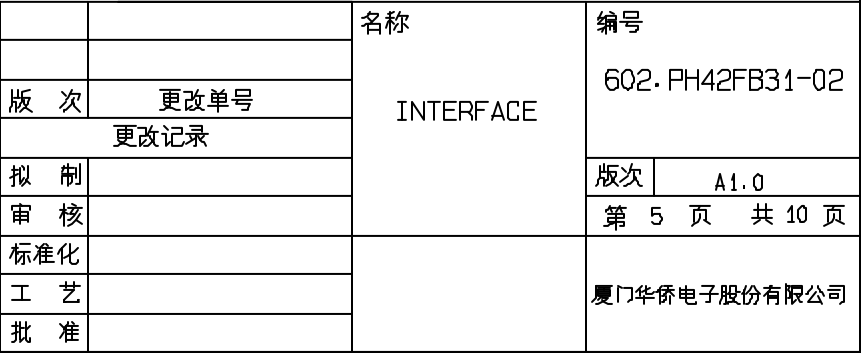 名称
编号
602.PH42FB31-02
版 次 更改单号
INTERFACE
更改记录
拟 制
版次 A1.0
审 核
第 5 页 共 10 页
标准化
工 艺
厦门华侨电子股份有限公司
批 准